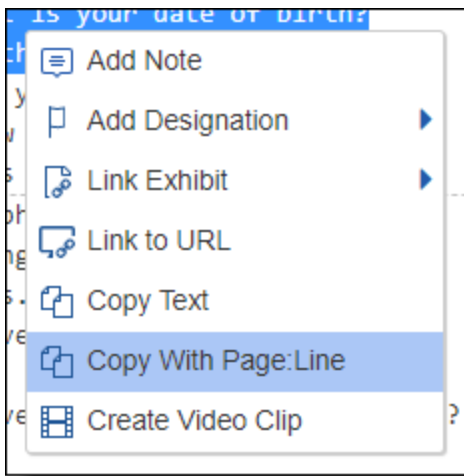 is your date of birth?
Add Note
Add Designation
Link Exhibit
Link to URL
Copy Text
Copy With Page:Line
Create Video Clip
?